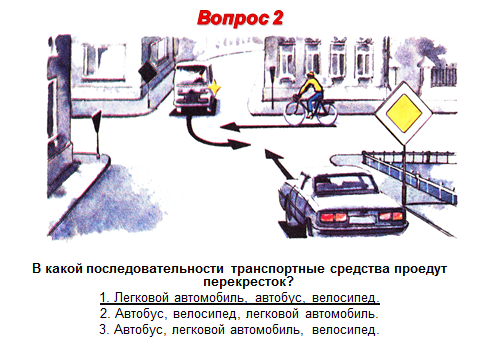 Вопрос 2
В какой последовательности транспортные средства проедут
перекресток?
1. Легковой автомобиль, автобус, велосипед.
2. Автобус, велосипед, легковой автомобиль.
3. Автобус, легковой автомобиль, велосипед.